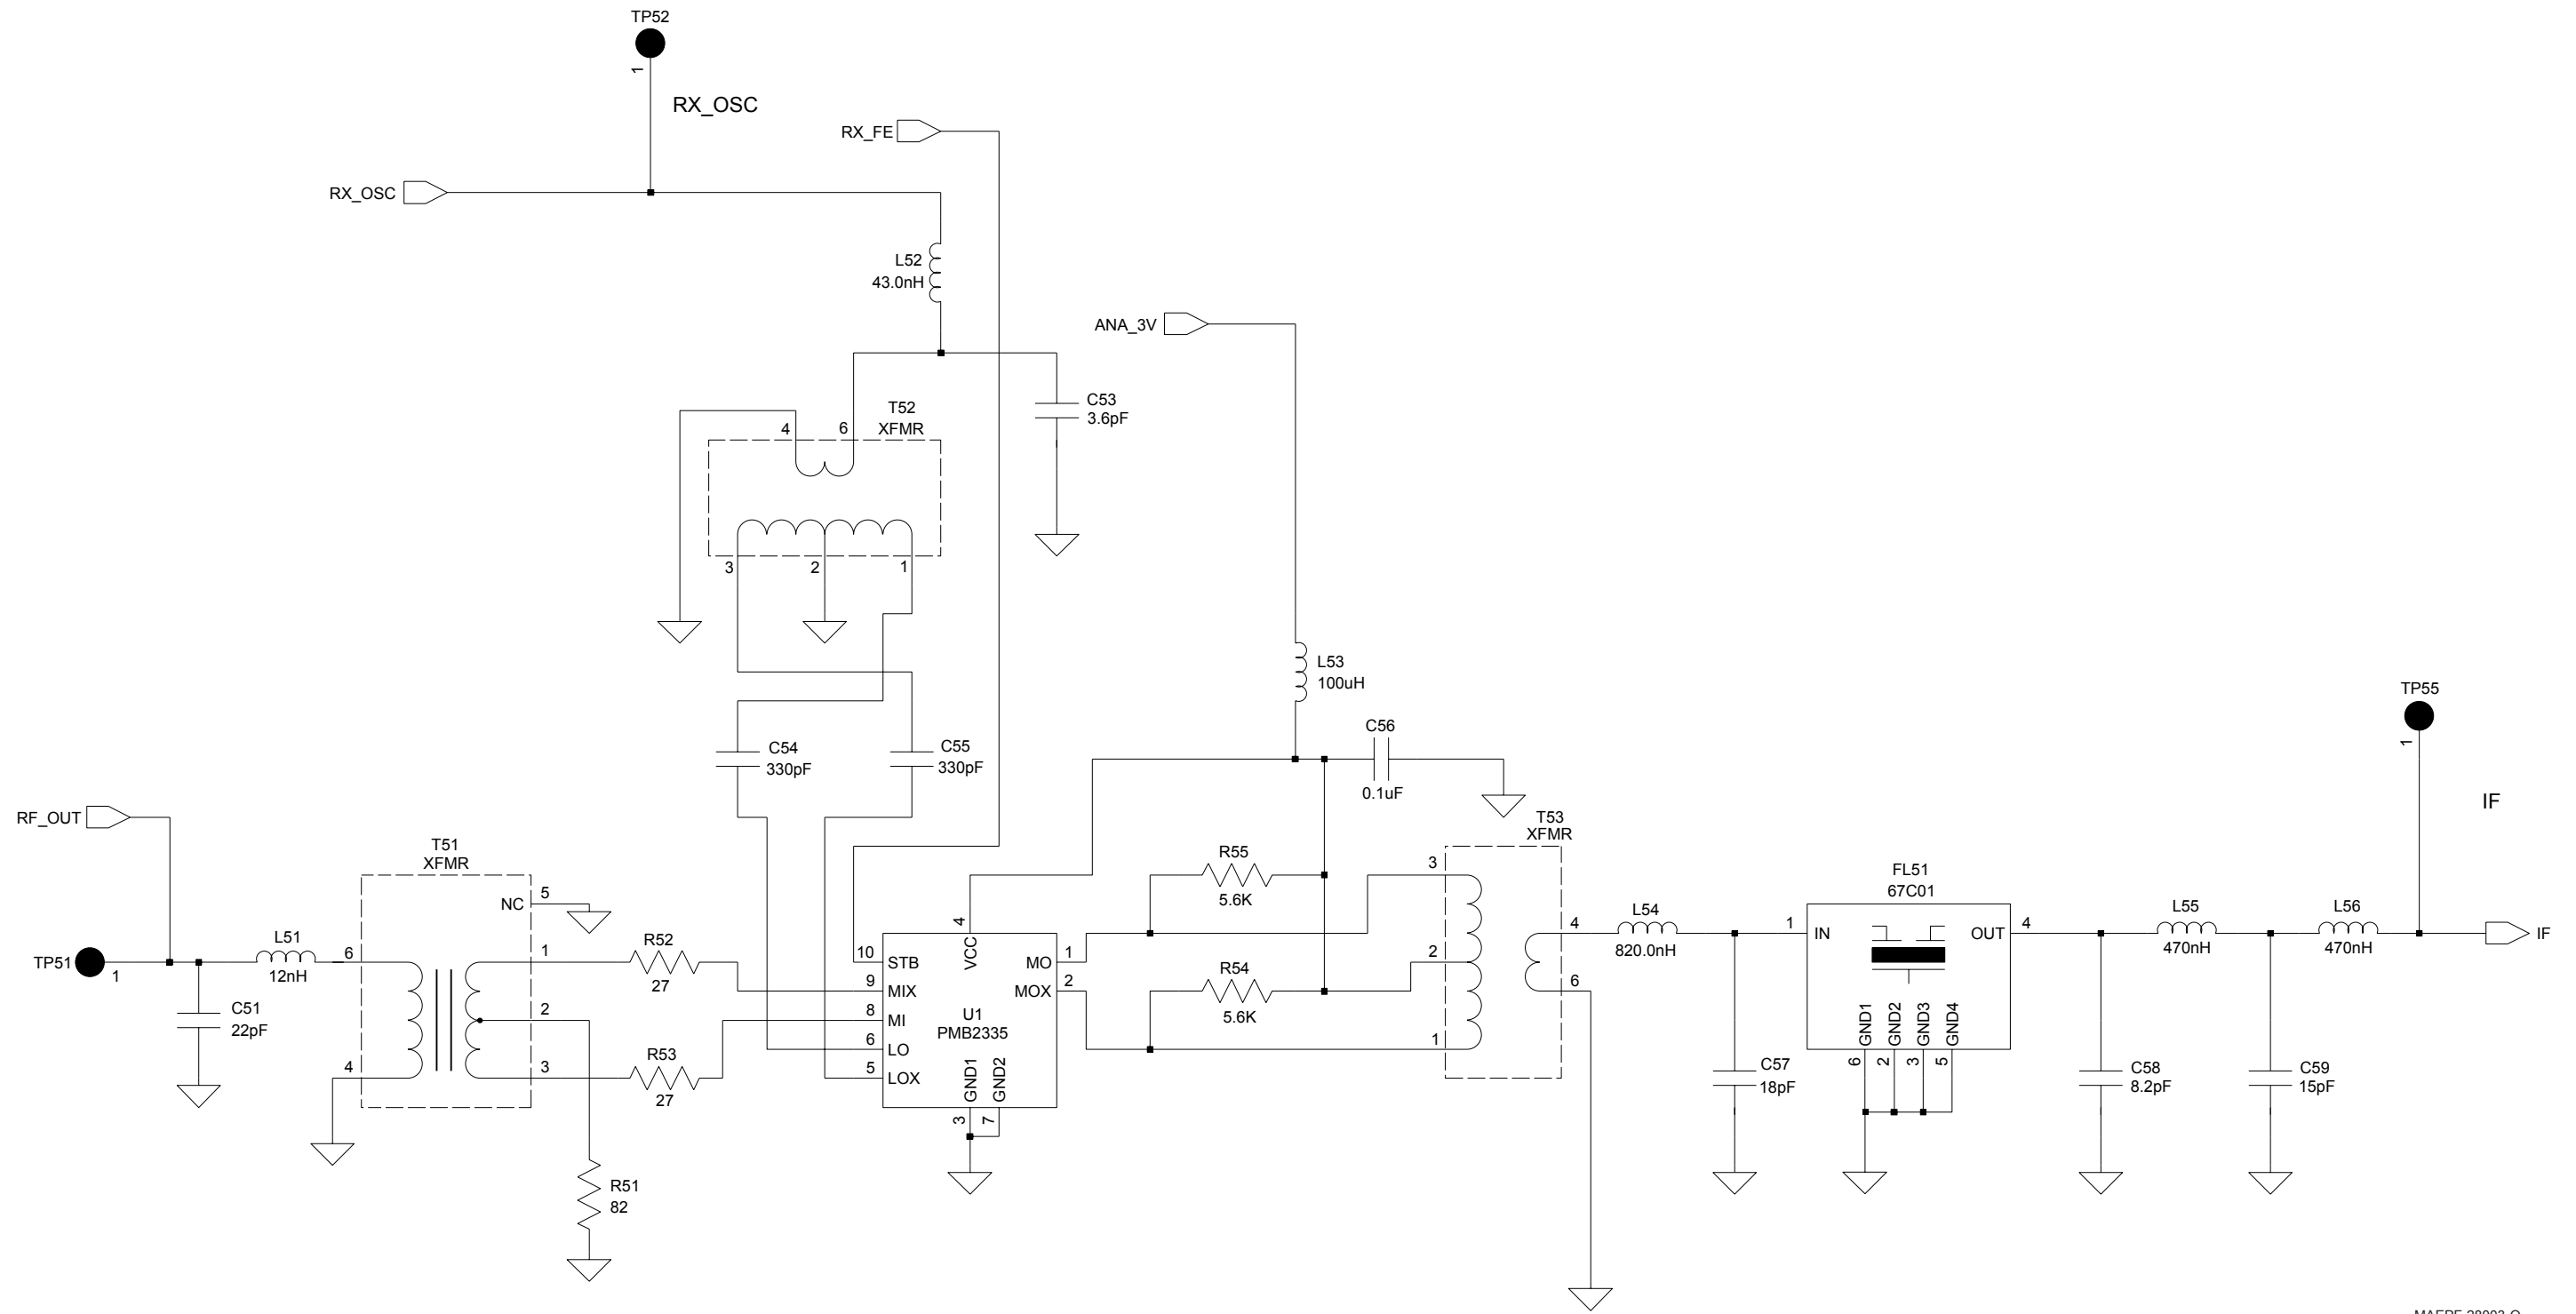 TP52
1
RX_OSC
RX_FE
RX_OSC
L52
43.0nH
ANA_3V
C53
3.6pF
T52
XFMR
4
6
3
2
1
L53
100uH
TP55
1
C56
0.1uF
C54
330pF
C55
330pF
IF
RF_OUT
T51
XFMR
T53
XFMR
NC
5
R55
5.6K
3
FL51
67C01
TP51
1
L51
12nH
6
1
R52
27
4
VCC
10
STB
MO
1
R54
5.6K
2
4
L54
820.0nH
1
IN
OUT
4
L55
470nH
L56
470nH
IF
C51
22pF
2
9
MIX
MOX
2
6
8
MI
U1
PMB2335
6
LO
5
LOX
GND1
GND2
3
7
1
4
3
R53
27
C57
18pF
GND1
GND2
GND3
GND4
6
2
3
5
C58
8.2pF
C59
15pF
R51
82